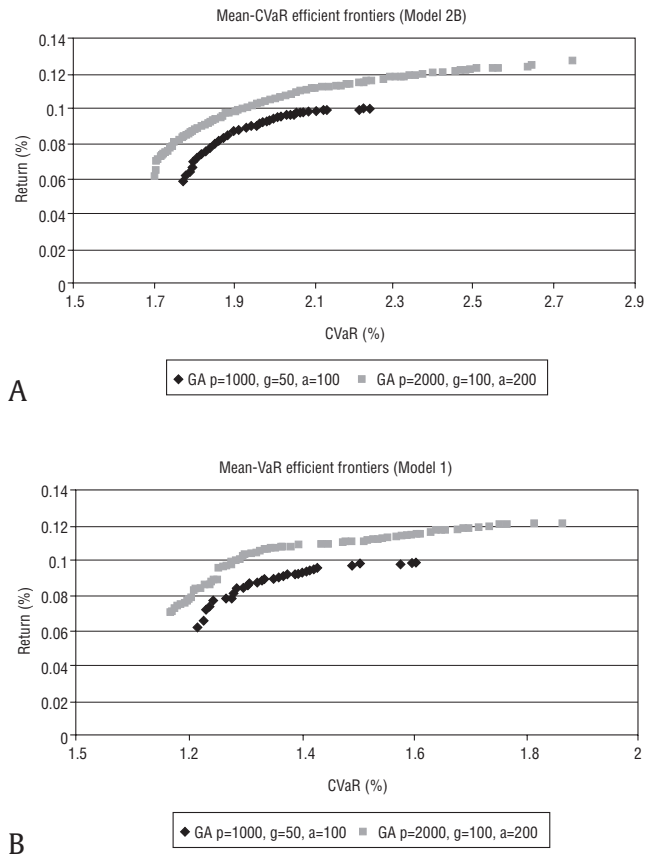 Mean-CVaR efficient frontiers (Model 2B)
0.14
0.12
0.1
0.08
0.06
0.04
0.02
0
Return (%)
1.5 1.7 1.9 2.1 2.3 2.5 2.7 2.9
CVaR (%)
GA p=1000, g=50, a=100 GA p=2000, g=100, a=200
A
Mean-VaR efficient frontiers (Model 1)
0.14
0.12
0.1
0.08
0.06
0.04
0.02
0
Return (%)
1.5 1.2 1.4 1.6 1.8 2
CVaR (%)
GA p=1000, g=50, a=100 GA p=2000, g=100, a=200
B